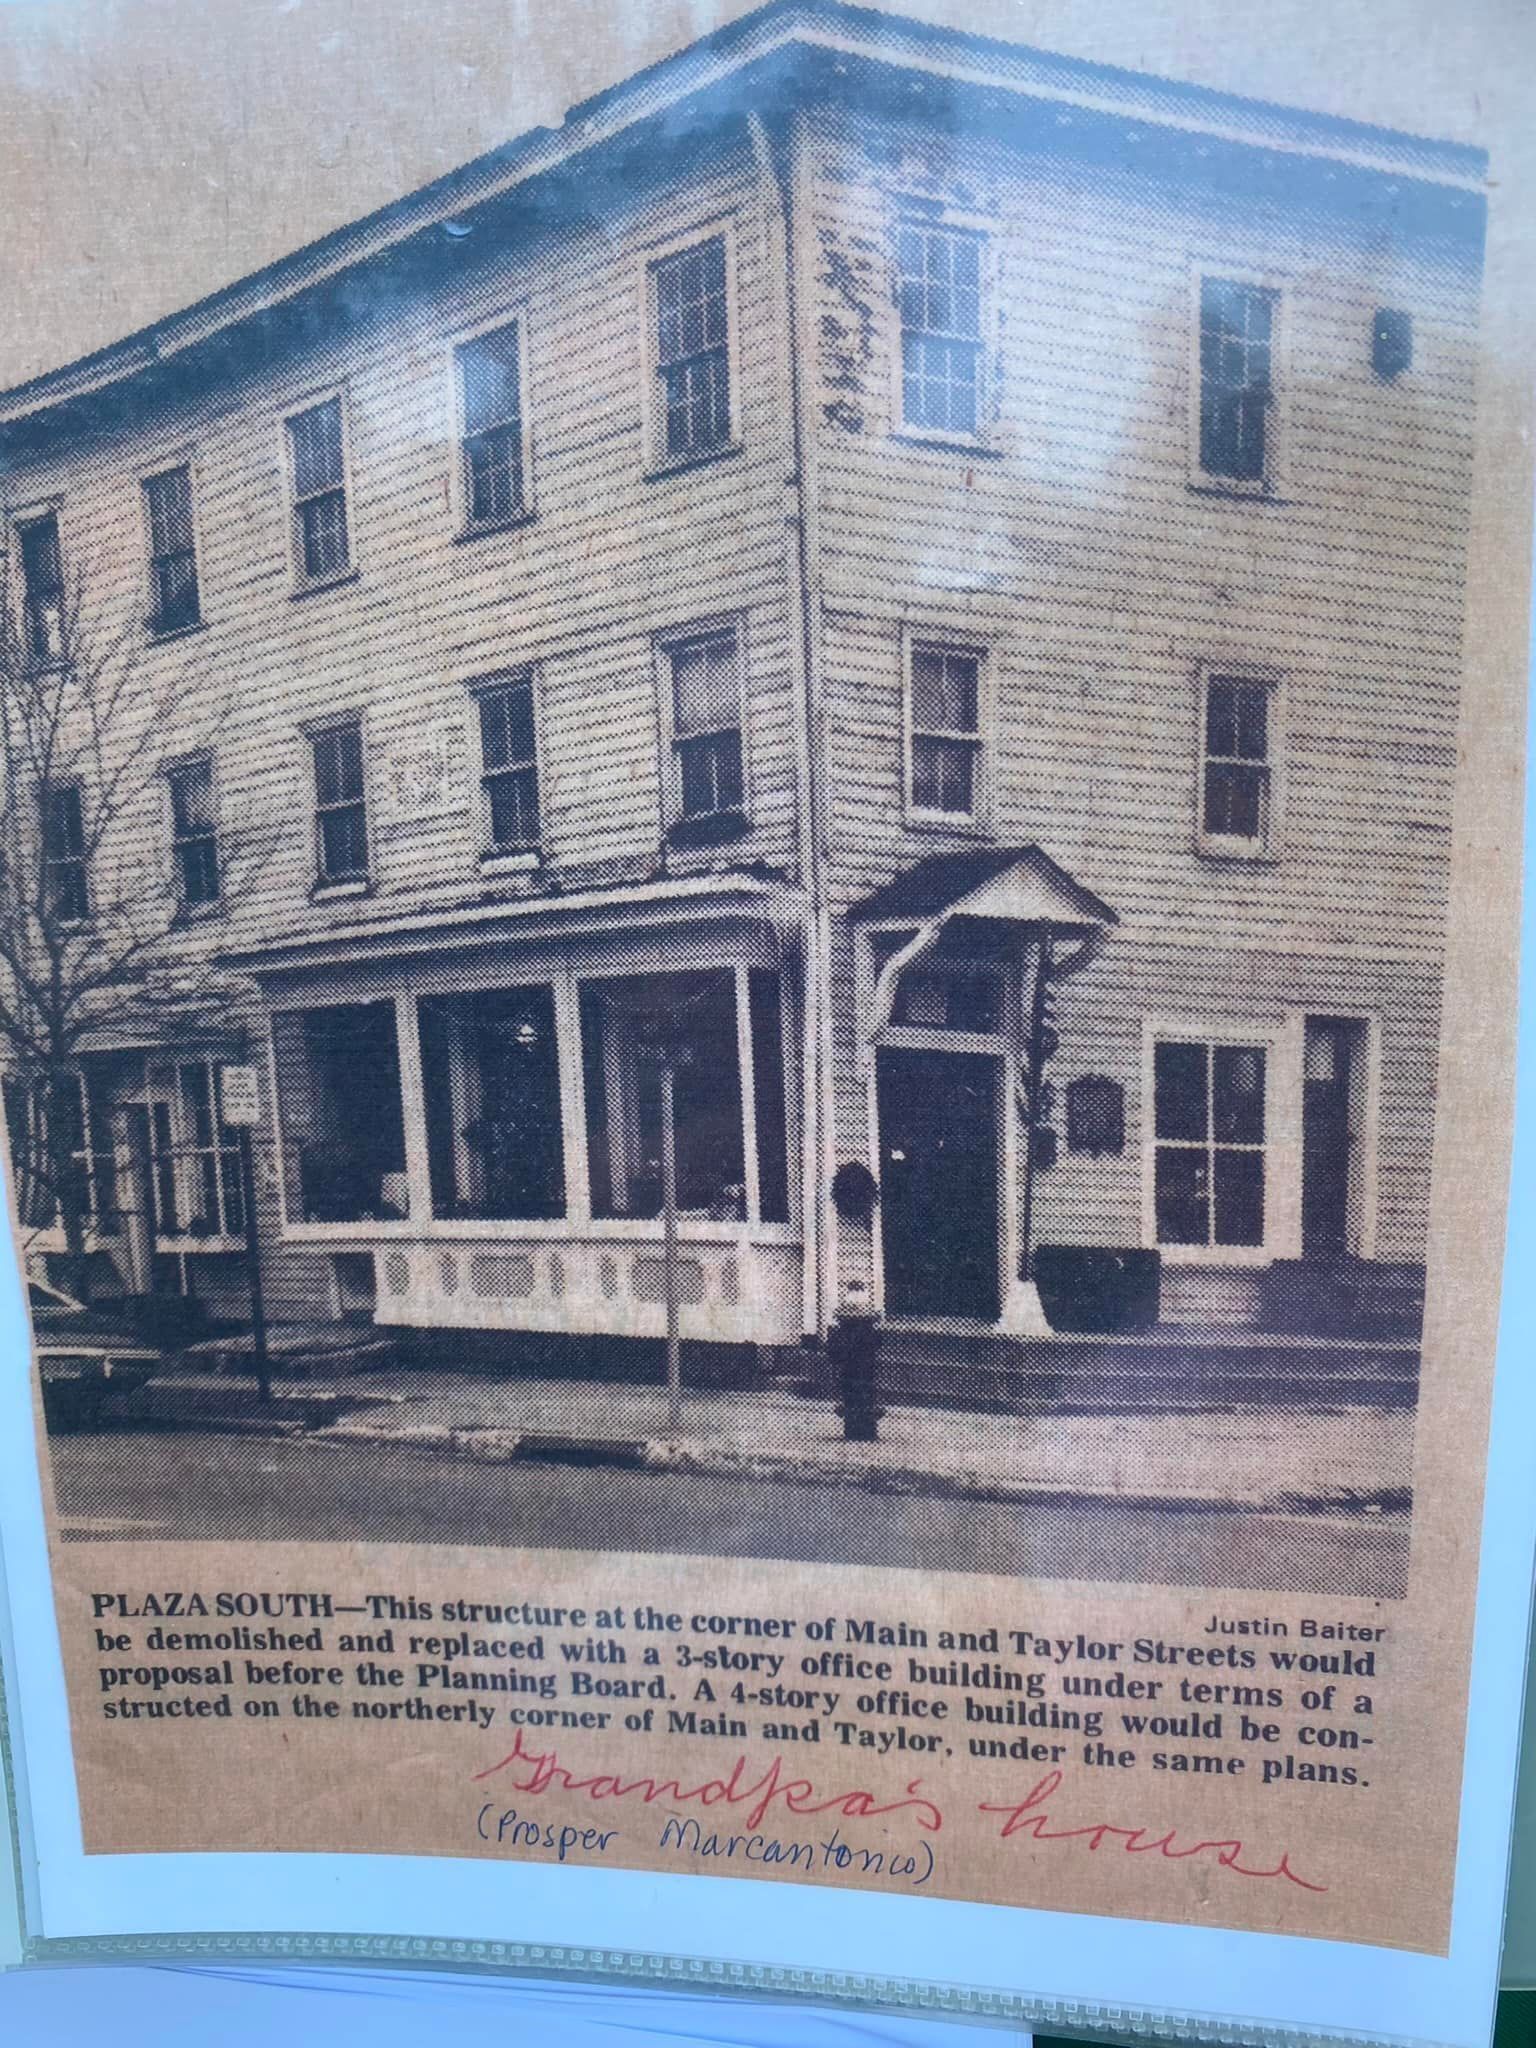 Justin Baiter
PLAZA SOUTH—This structure at the corner of Main and Taylor Streets would
be demolished and replaced with a 3-story office building under terms of a
proposal before the Planning Board. A 4-story office building would be con-
structed on the northerly corner of Main and Taylor, under the same plans.
Grandpa's house
(Prosper Marcantonio)